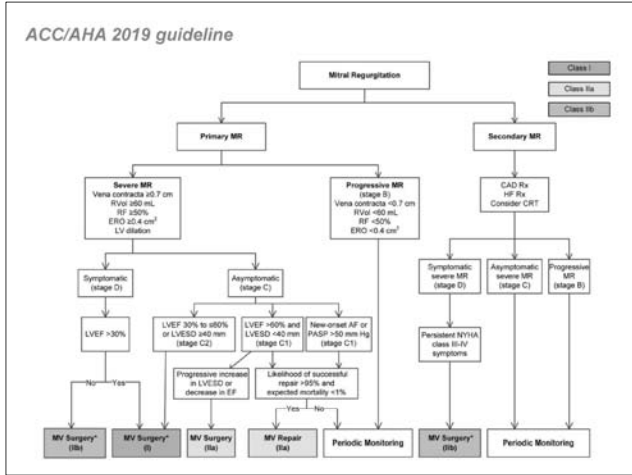 ACC/AHA 2019 guideline
Class I
Class IIa
Class IIb
Mitral Regurgitation
Primary MR
Secondary MR
Severe MR
Vena contracta ≥0.7 cm
RVol ≥60 mL
RF ≥50%
ERO ≥0.4 cm²
LV dilation
Progressive MR
(stage B)
Vena contracta <0.7 cm
RVol <60 mL
RF <50%
ERO <0.4 cm²
CAD Rx
HF Rx
Consider CRT
Symptomatic
(stage D)
Asymptomatic
(stage C)
Symptomatic
severe MR
(stage D)
Asymptomatic
severe MR
(stage C)
Progressive
MR
(stage B)
LVEF >30%
LVEF 30% to ≤60%
or LVESD ≥40 mm
(stage C2)
LVEF >60% and
LVESD <40 mm
(stage C1)
New-onset AF or
PASP >50 mm Hg
(stage C1)
Persistent NYHA
class III-IV
symptoms
Progressive increase
in LVESD or
decrease in EF
Likelihood of successful
repair >95% and
expected mortality <1%
No
Yes
Yes
No
MV Surgery*
(IIb)
MV Surgery*
(I)
MV Surgery
(IIa)
MV Repair
(IIa)
Periodic Monitoring
MV Surgery*
(IIb)
Periodic Monitoring